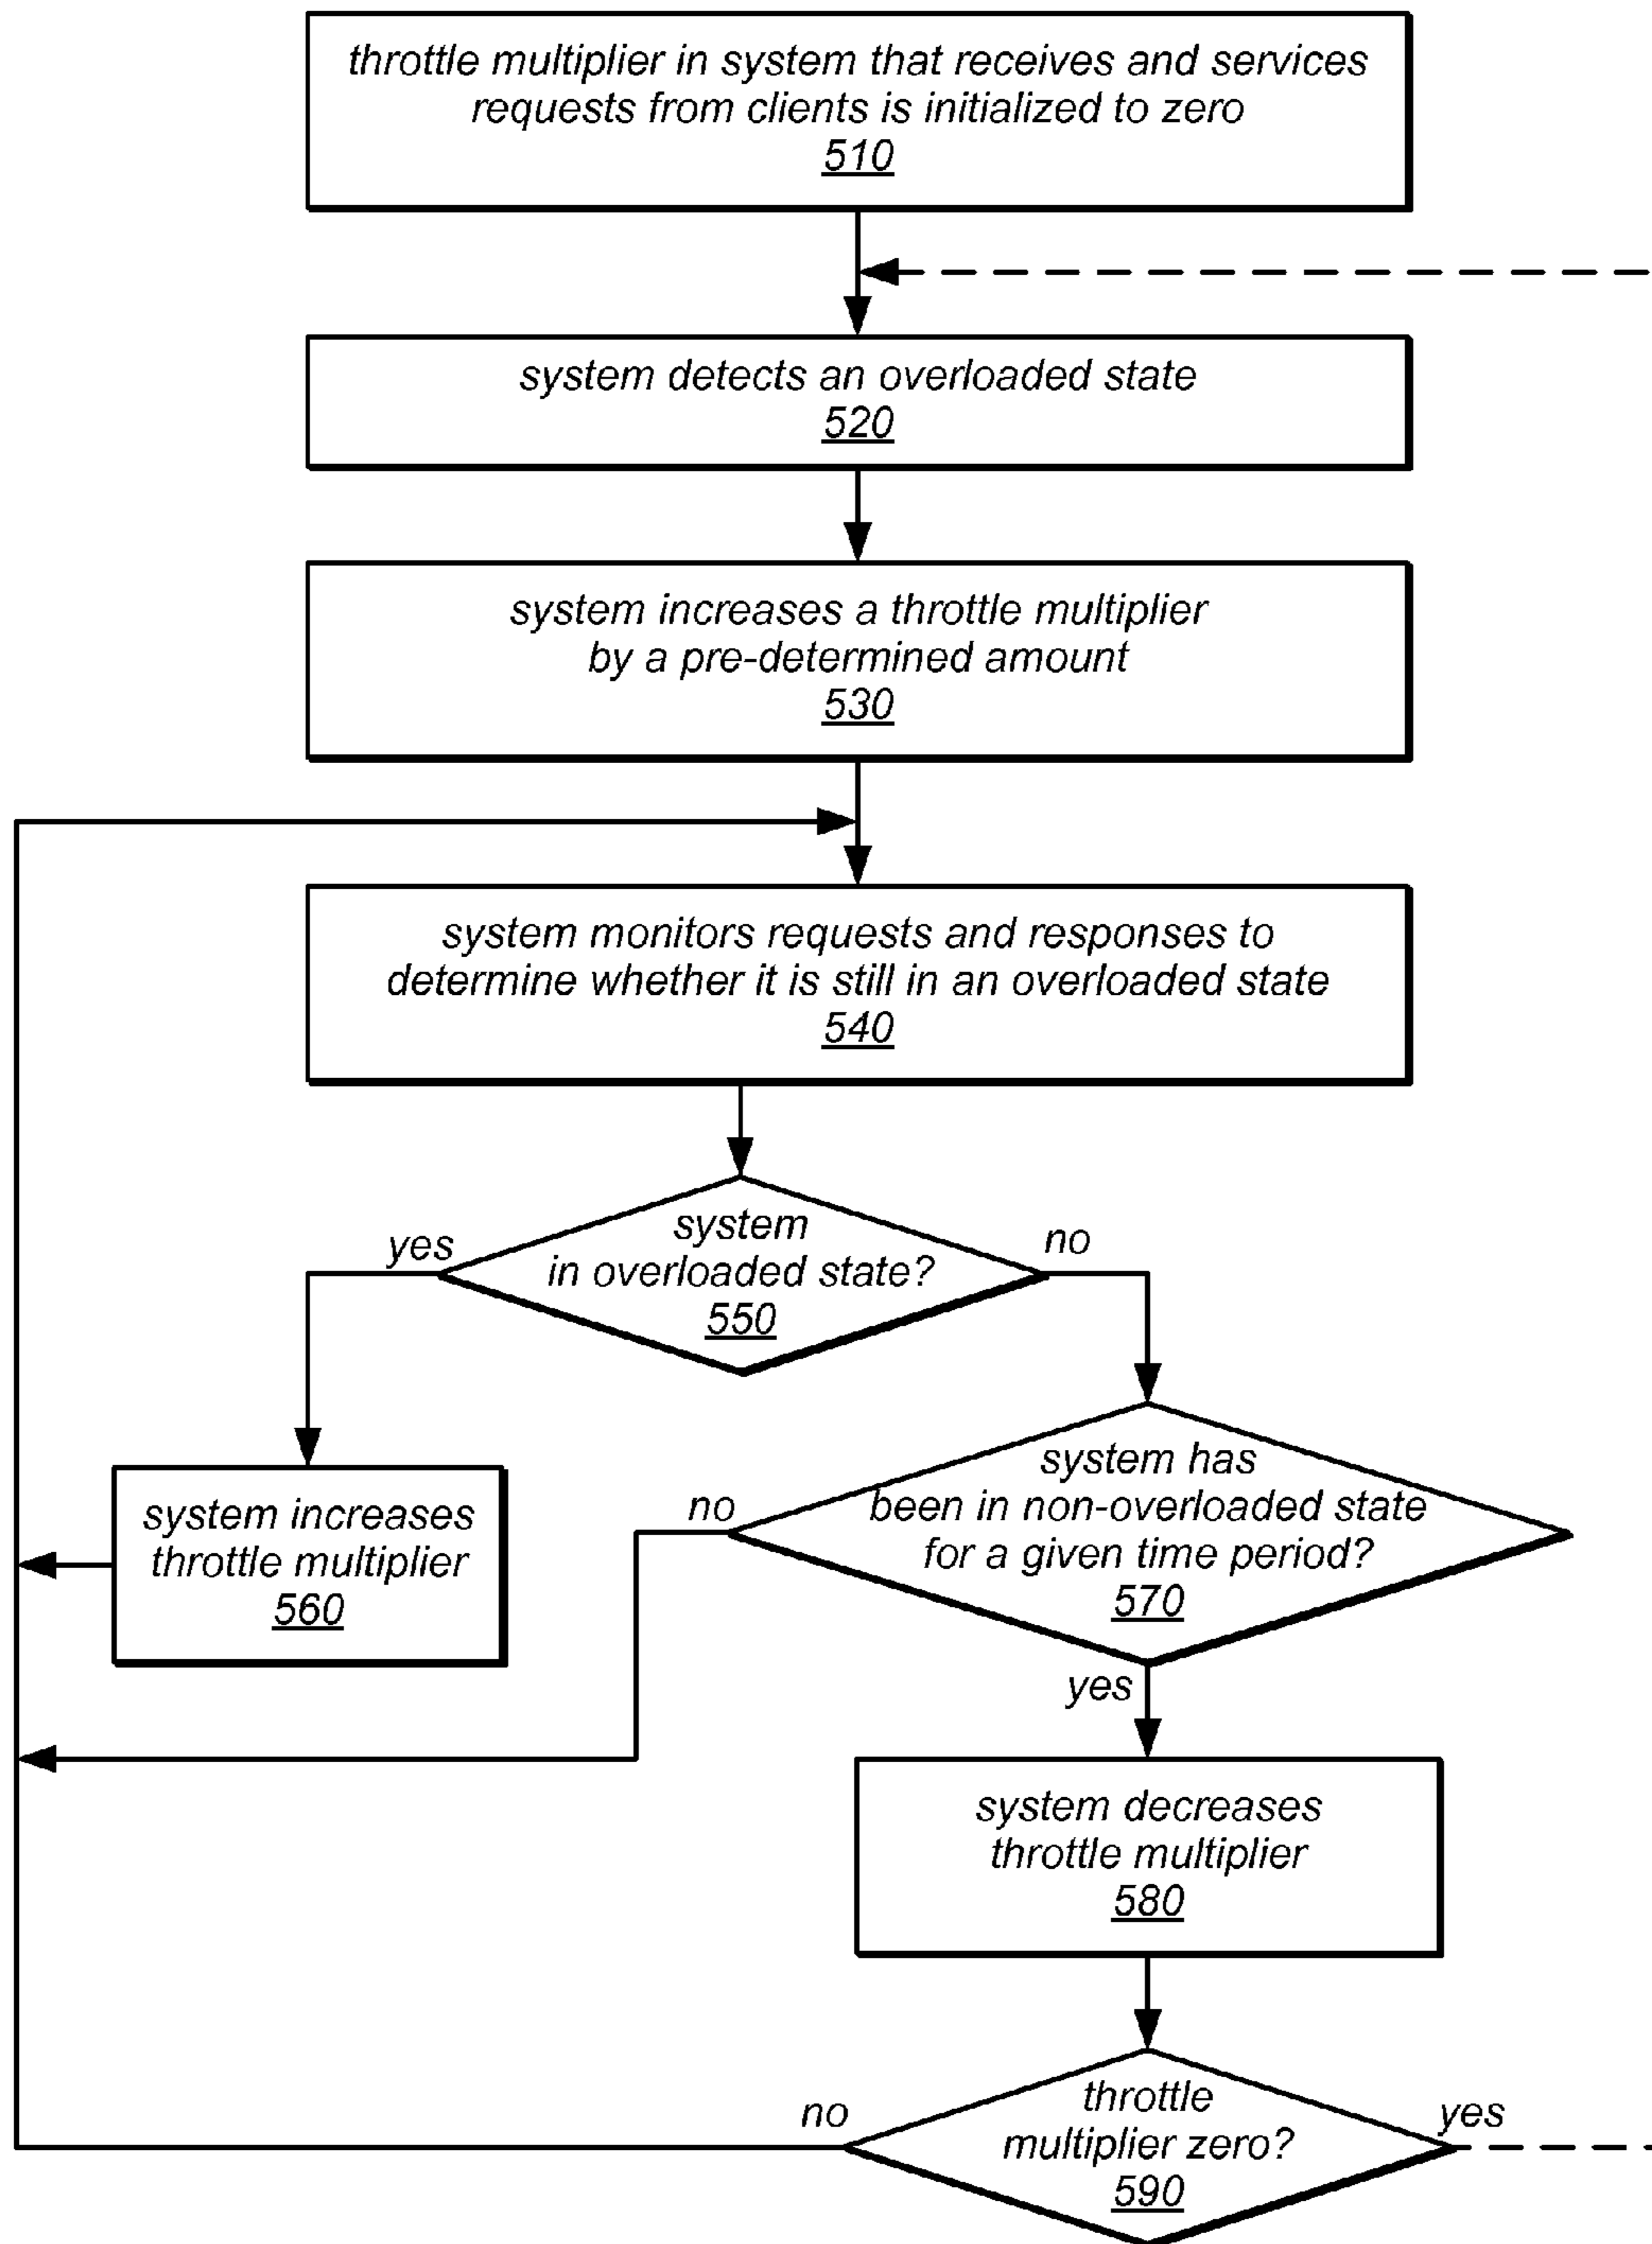 throttle multiplier in system that receives and services
requests from clients is initialized to zero
510
system detects an overloaded state
520
system increases a throttle multiplier
by a pre-determined amount
530
system monitors requests and responses to
determine whether it is still in an overloaded state
540
system
in overloaded state?
550
yes
no
system increases
throttle multiplier
560
system has
been in non-overloaded state
for a given time period?
570
no
yes
system decreases
throttle multiplier
580
throttle
multiplier zero?
590
no
yes